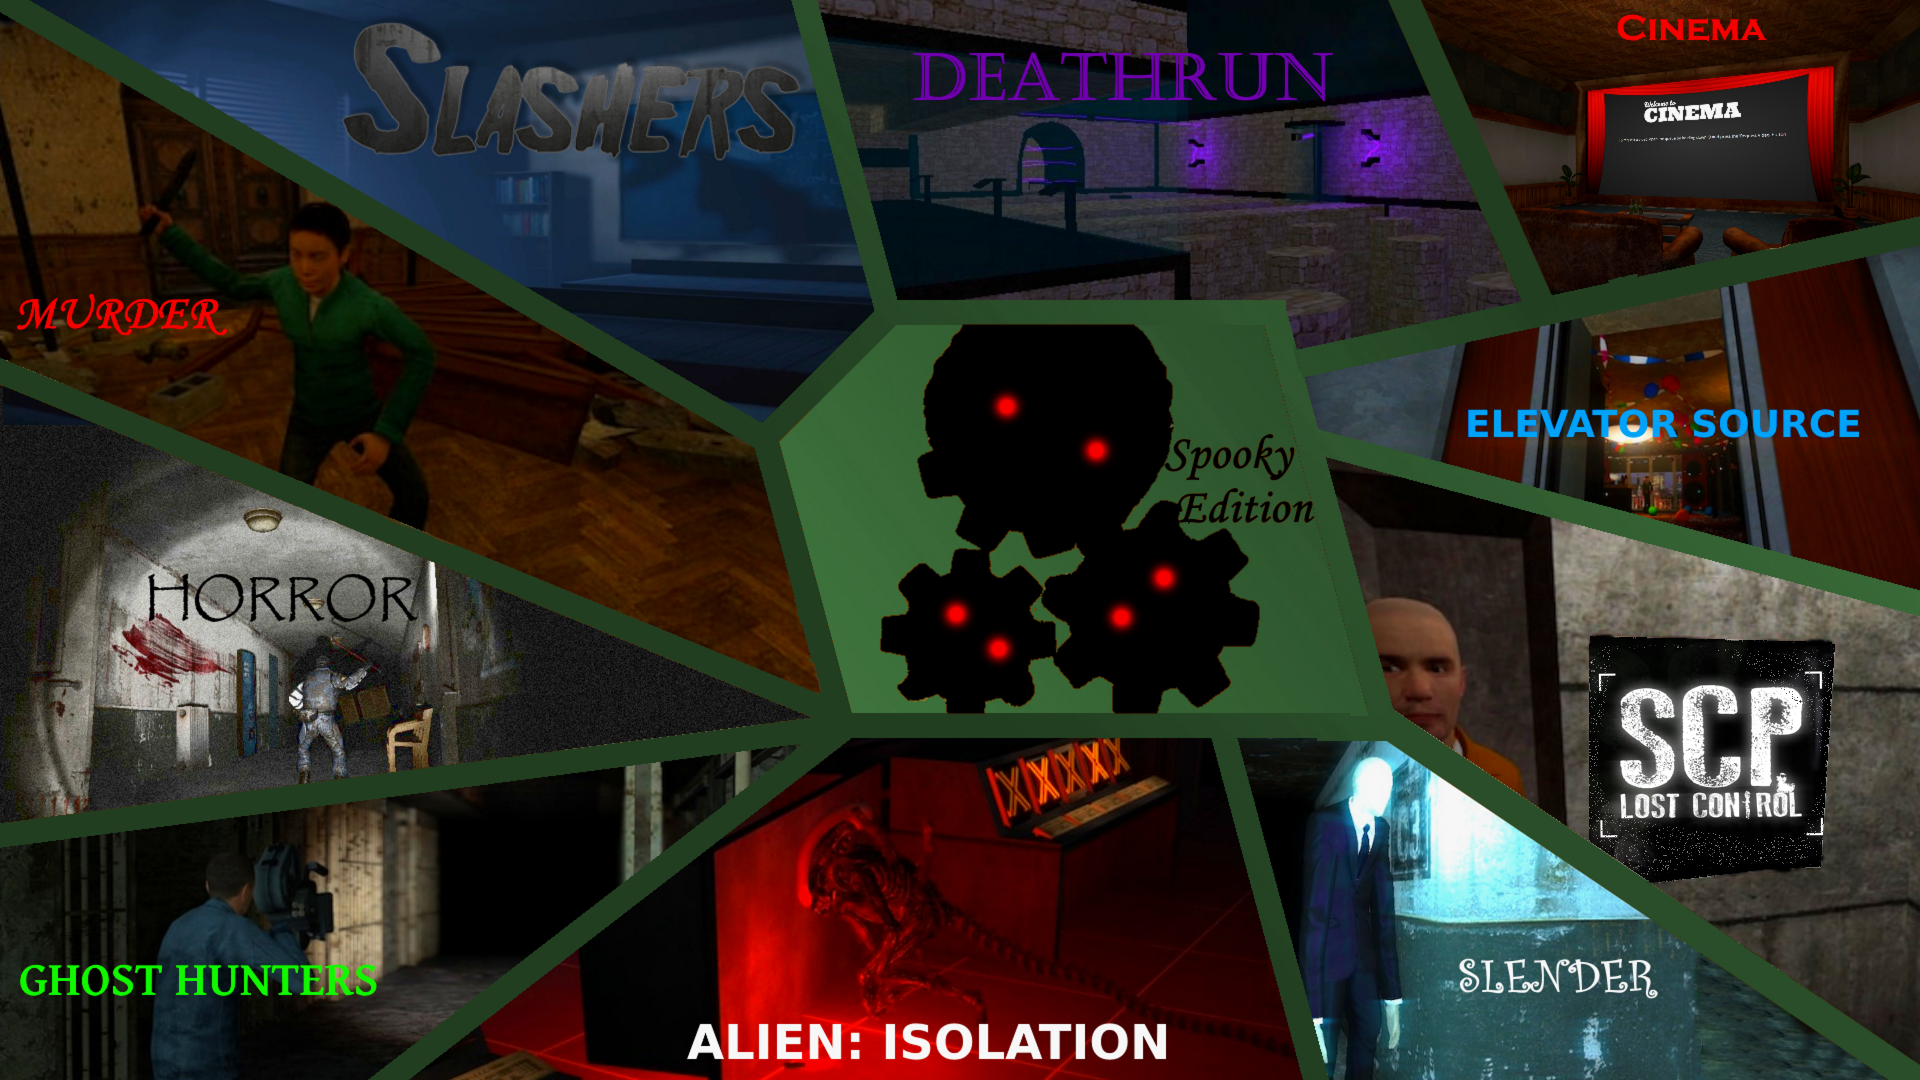 SLASHERS
DEATHRUN
CINEMA
Welcome to
CINEMA
MURDER
ELEVATOR SOURCE
Spooky
Edition
HORROR
SCP
LOST CONTROL
GHOST HUNTERS
SLENDER
ALIEN: ISOLATION
XXXXX